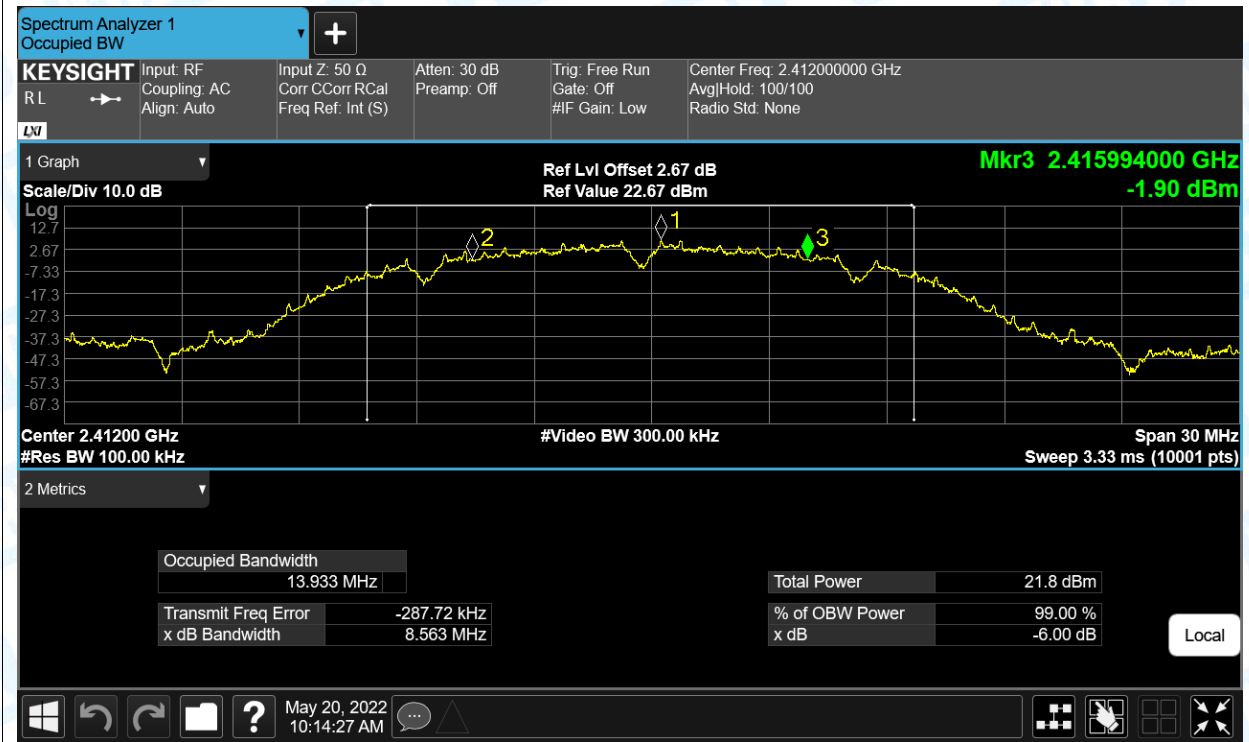 Spectrum Analyzer 1
Occupied BW
+
KEYSIGHT
R L
LXI
Input: RF
Coupling: AC
Align: Auto
Input Z: 50 Ω
Corr CCorr RCal
Freq Ref: Int (S)
Atten: 30 dB
Preamp: Off
Trig: Free Run
Gate: Off
#IF Gain: Low
Center Freq: 2.412000000 GHz
Avg|Hold: 100/100
Radio Std: None
1 Graph
Scale/Div 10.0 dB
Ref Lvl Offset 2.67 dB
Ref Value 22.67 dBm
Mkr3 2.415994000 GHz
-1.90 dBm
Log
12.7
2.67
-7.33
-17.3
-27.3
-37.3
-47.3
-57.3
-67.3
2
1
3
Center 2.41200 GHz
#Res BW 100.00 kHz
#Video BW 300.00 kHz
Span 30 MHz
Sweep 3.33 ms (10001 pts)
2 Metrics
Occupied Bandwidth
13.933 MHz
Transmit Freq Error -287.72 kHz
x dB Bandwidth 8.563 MHz
Total Power 21.8 dBm
% of OBW Power 99.00 %
x dB -6.00 dB
Local
?
May 20, 2022
10:14:27 AM